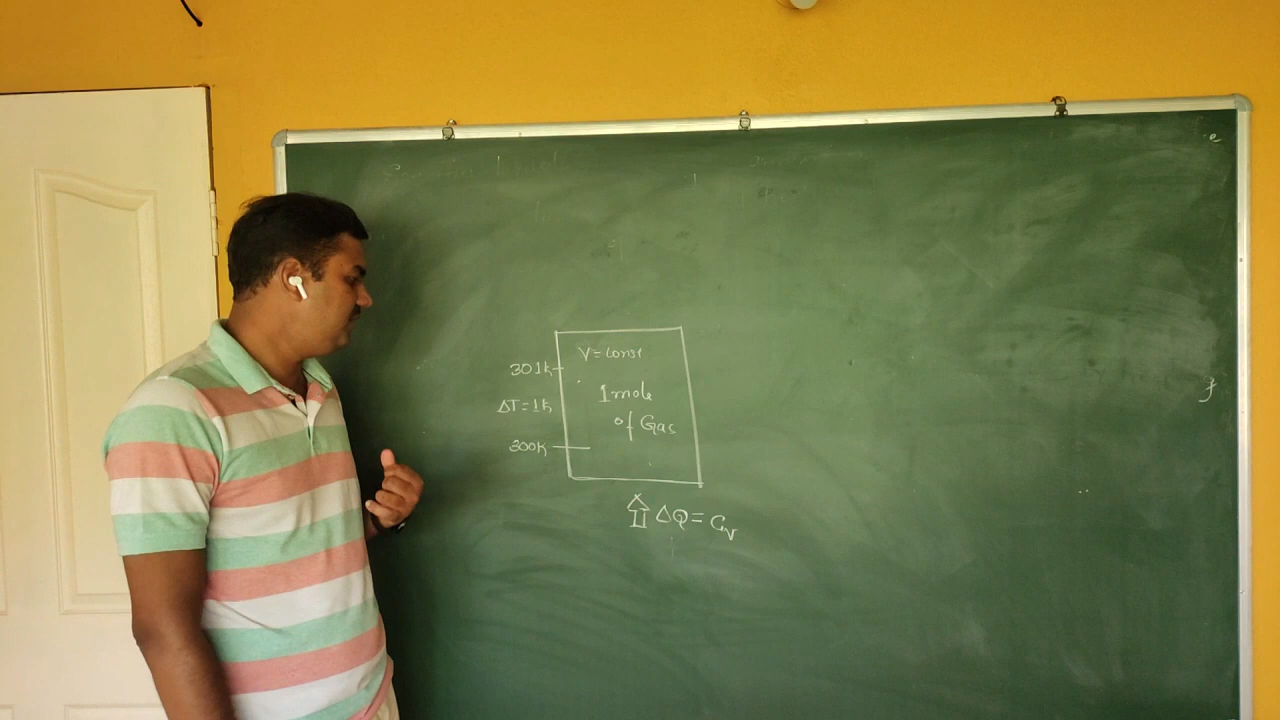 V = const
301k
1 mole
ΔT = 1k
of Gas
300k
ΔQ = Cv